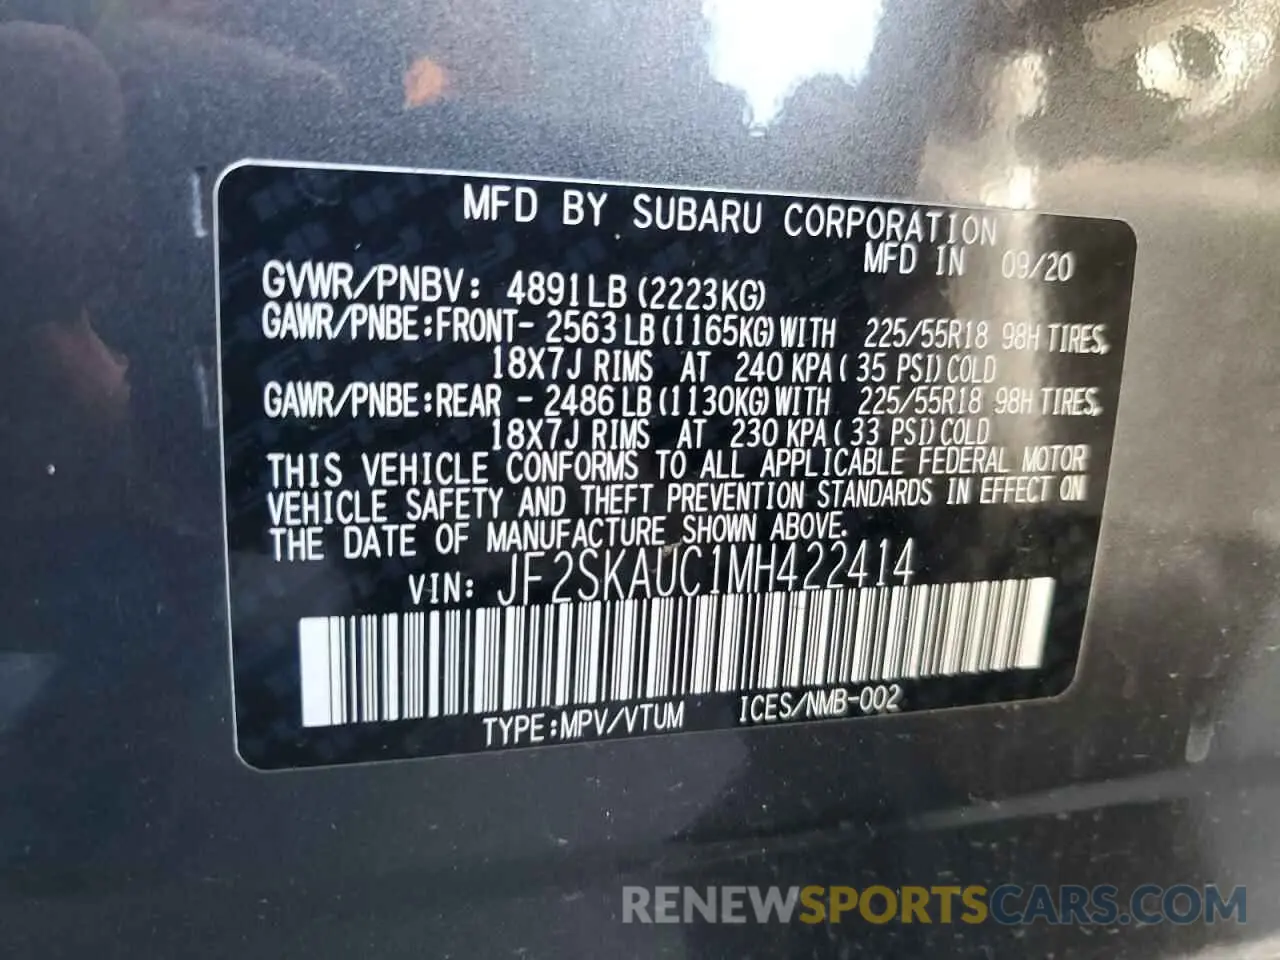 MFD BY SUBARU CORPORATION
MFD IN 09/20
GVWR/PNBV: 4891LB (2223KG)
GAWR/PNBE:FRONT- 2563 LB (1165KG) WITH 225/55R18 98H TIRES,
18X7J RIMS AT 240 KPA ( 35 PSI) COLD
GAWR/PNBE:REAR - 2486 LB (1130KG) WITH 225/55R18 98H TIRES,
18X7J RIMS AT 230 KPA ( 33 PSI) COLD
THIS VEHICLE CONFORMS TO ALL APPLICABLE FEDERAL MOTOR
VEHICLE SAFETY AND THEFT PREVENTION STANDARDS IN EFFECT ON
THE DATE OF MANUFACTURE SHOWN ABOVE.
VIN: JF2SKAUC1MH422414
TYPE:MPV/VTUM ICES/NMB-002
RENEWSPORTSCARS.COM